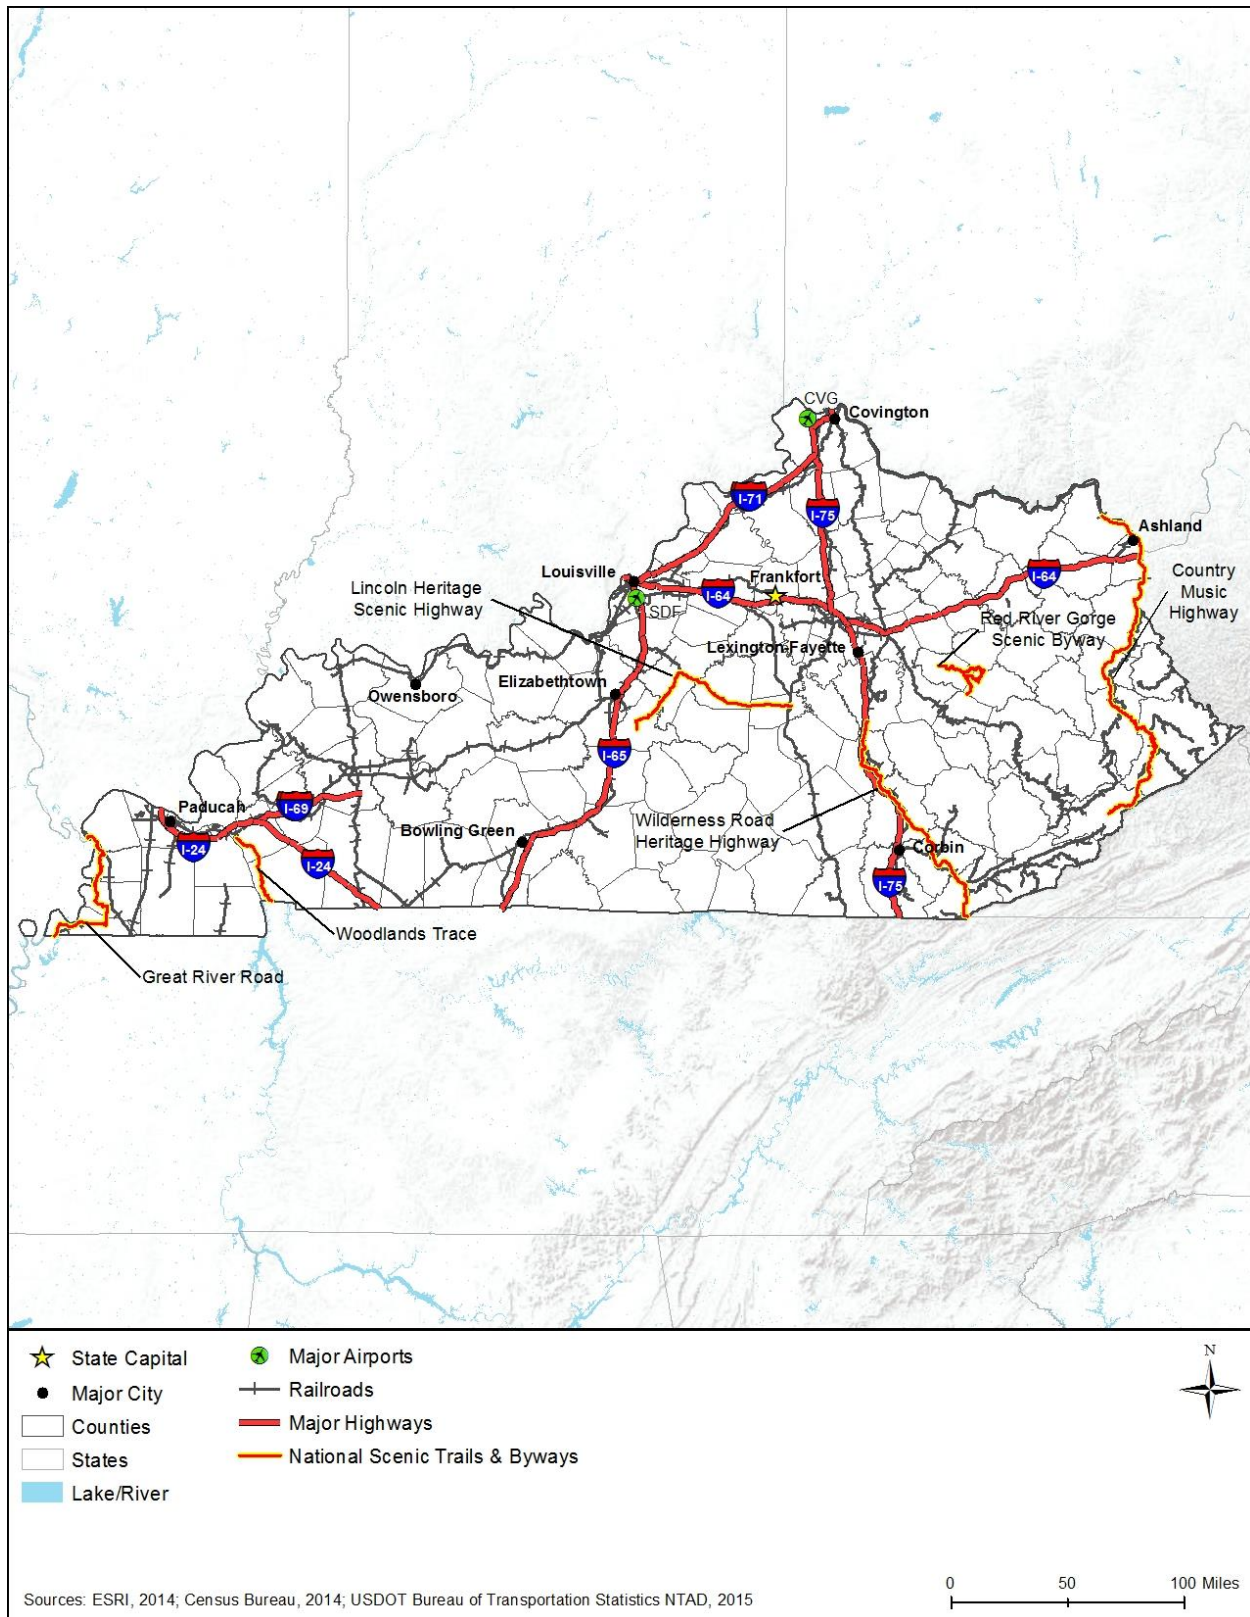 CVG
Covington
I-71
I-75
Ashland
Louisville
Frankfort
I-64
Country
Music
Highway
Lincoln Heritage
Scenic Highway
I-64
SDF
Red River Gorge
Scenic Byway
Lexington-Fayette
Elizabethtown
Owensboro
I-65
Paducah
I-69
Wilderness Road
Heritage Highway
Bowling Green
Corbin
I-24
I-24
I-75
Woodlands Trace
Great River Road
State Capital
Major City
Counties
States
Lake/River
Major Airports
Railroads
Major Highways
National Scenic Trails & Byways
N
0 50 100 Miles
Sources: ESRI, 2014; Census Bureau, 2014; USDOT Bureau of Transportation Statistics NTAD, 2015